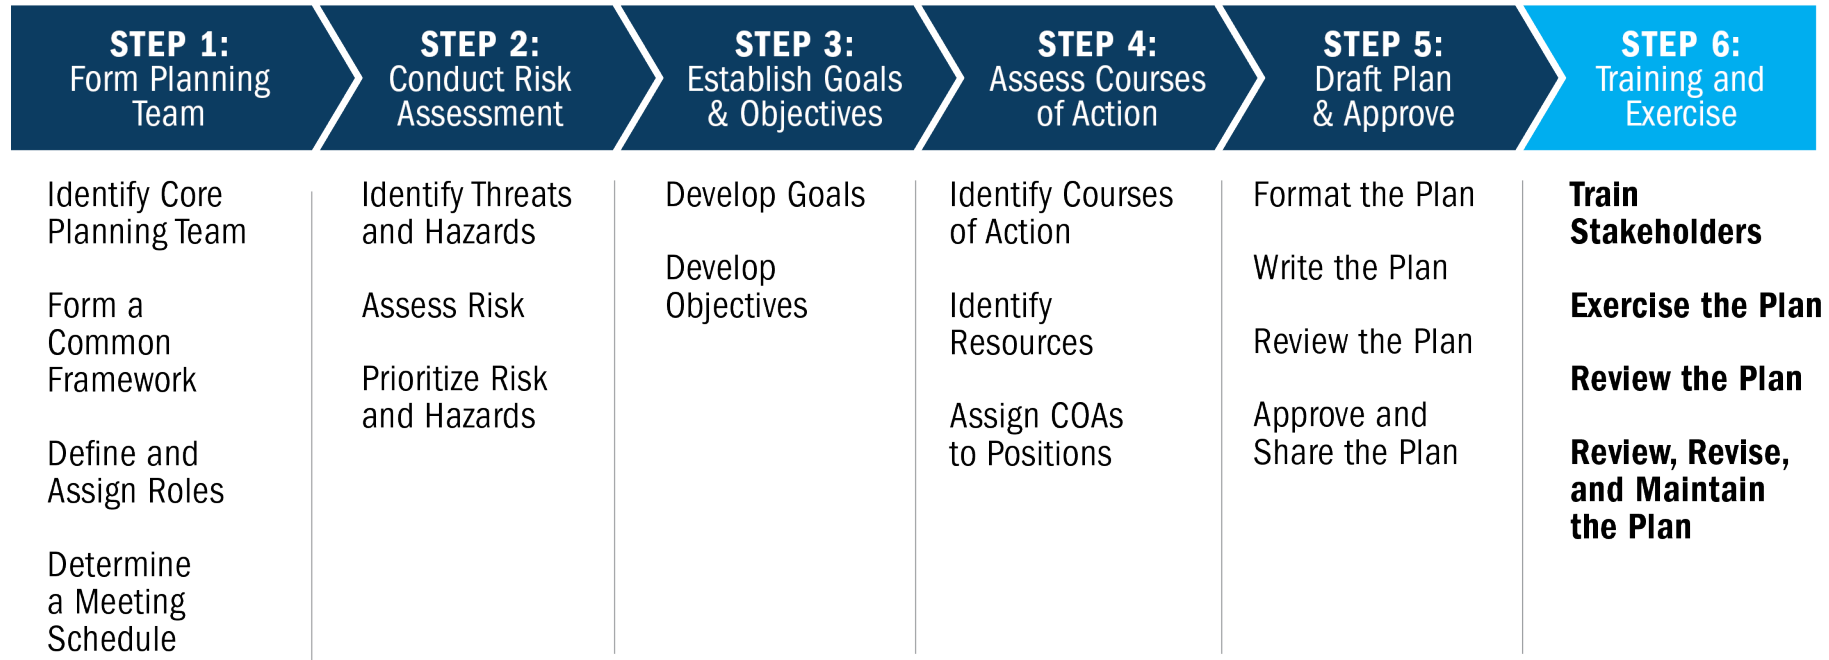 STEP 1:
Form Planning
Team
STEP 2:
Conduct Risk
Assessment
STEP 3:
Establish Goals
& Objectives
STEP 4:
Assess Courses
of Action
STEP 5:
Draft Plan
& Approve
STEP 6:
Training and
Exercise
Identify Core
Planning Team
Form a
Common
Framework
Define and
Assign Roles
Determine
a Meeting
Schedule
Identify Threats
and Hazards
Assess Risk
Prioritize Risk
and Hazards
Develop Goals
Develop
Objectives
Identify Courses
of Action
Identify
Resources
Assign COAs
to Positions
Format the Plan
Write the Plan
Review the Plan
Approve and
Share the Plan
Train
Stakeholders
Exercise the Plan
Review the Plan
Review, Revise,
and Maintain
the Plan